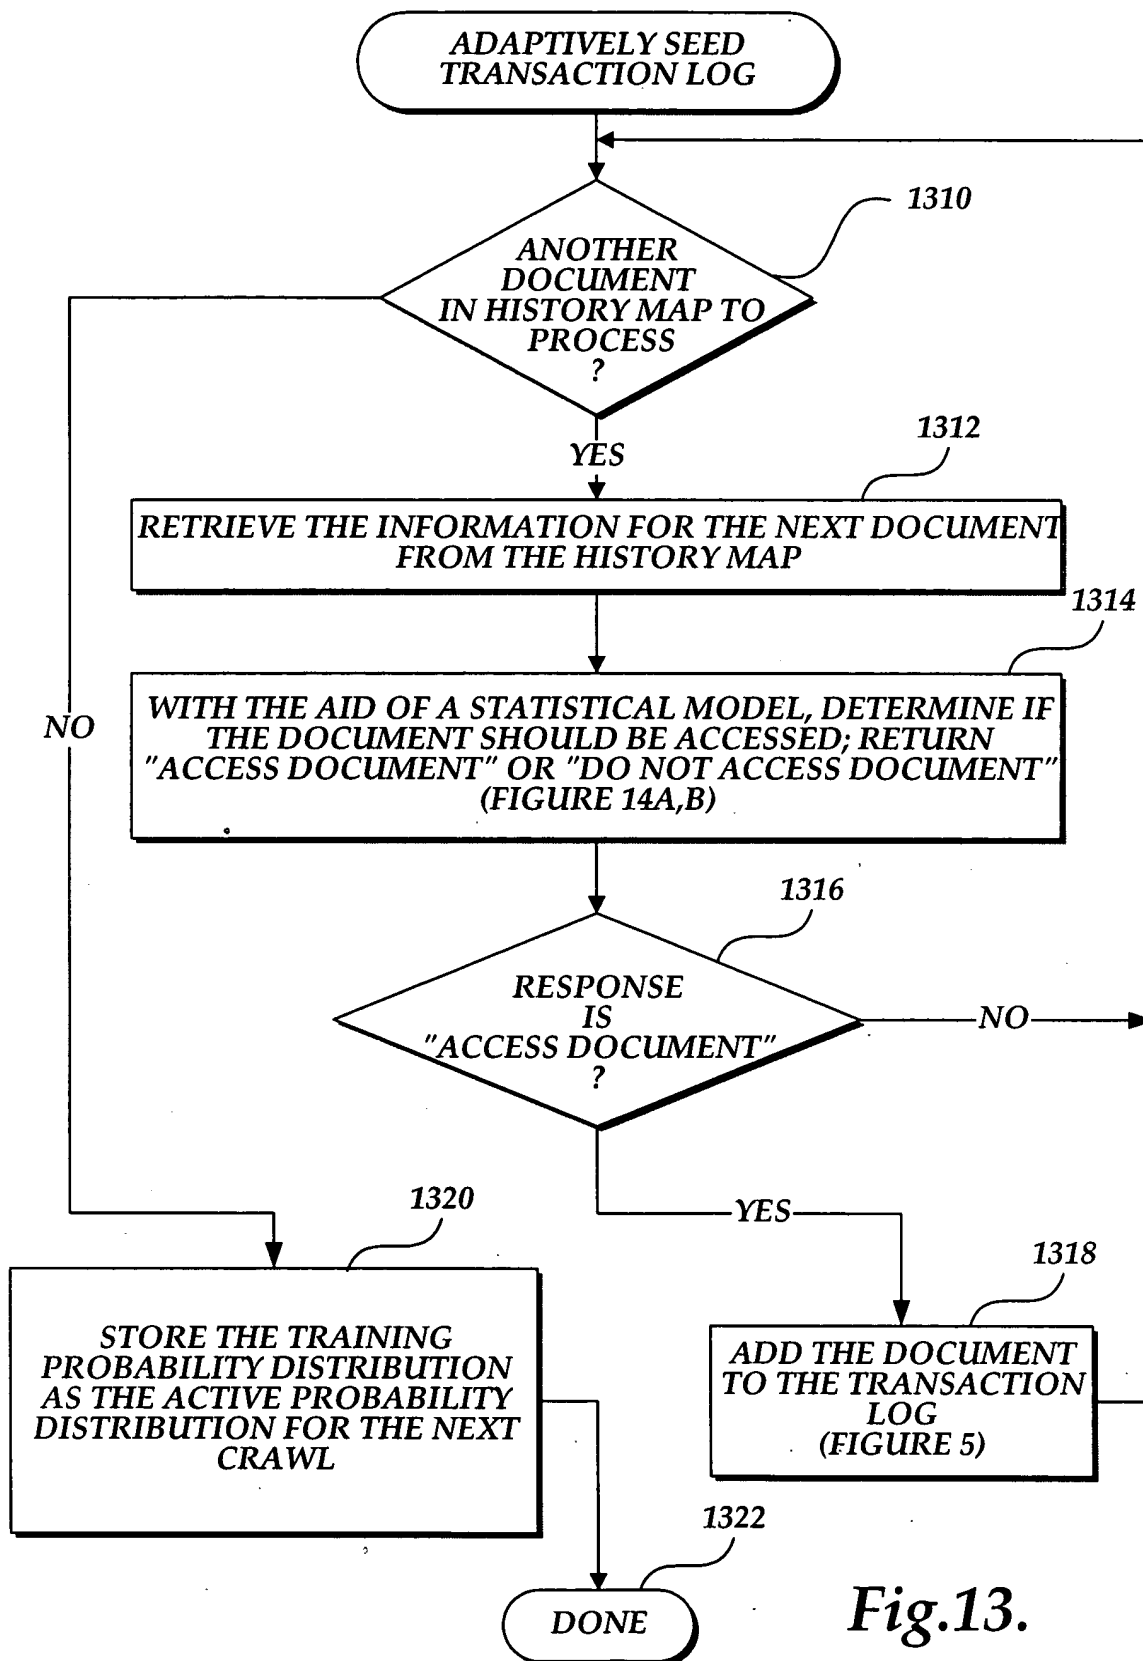 ADAPTIVELY SEED
TRANSACTION LOG
1310
ANOTHER
DOCUMENT
IN HISTORY MAP TO
PROCESS
?
YES
1312
RETRIEVE THE INFORMATION FOR THE NEXT DOCUMENT
FROM THE HISTORY MAP
1314
WITH THE AID OF A STATISTICAL MODEL, DETERMINE IF
THE DOCUMENT SHOULD BE ACCESSED; RETURN
"ACCESS DOCUMENT" OR "DO NOT ACCESS DOCUMENT"
(FIGURE 14A,B)
NO
1316
RESPONSE
IS
"ACCESS DOCUMENT"
?
NO
YES
1320
STORE THE TRAINING
PROBABILITY DISTRIBUTION
AS THE ACTIVE PROBABILITY
DISTRIBUTION FOR THE NEXT
CRAWL
1318
ADD THE DOCUMENT
TO THE TRANSACTION
LOG
(FIGURE 5)
1322
DONE
Fig.13.